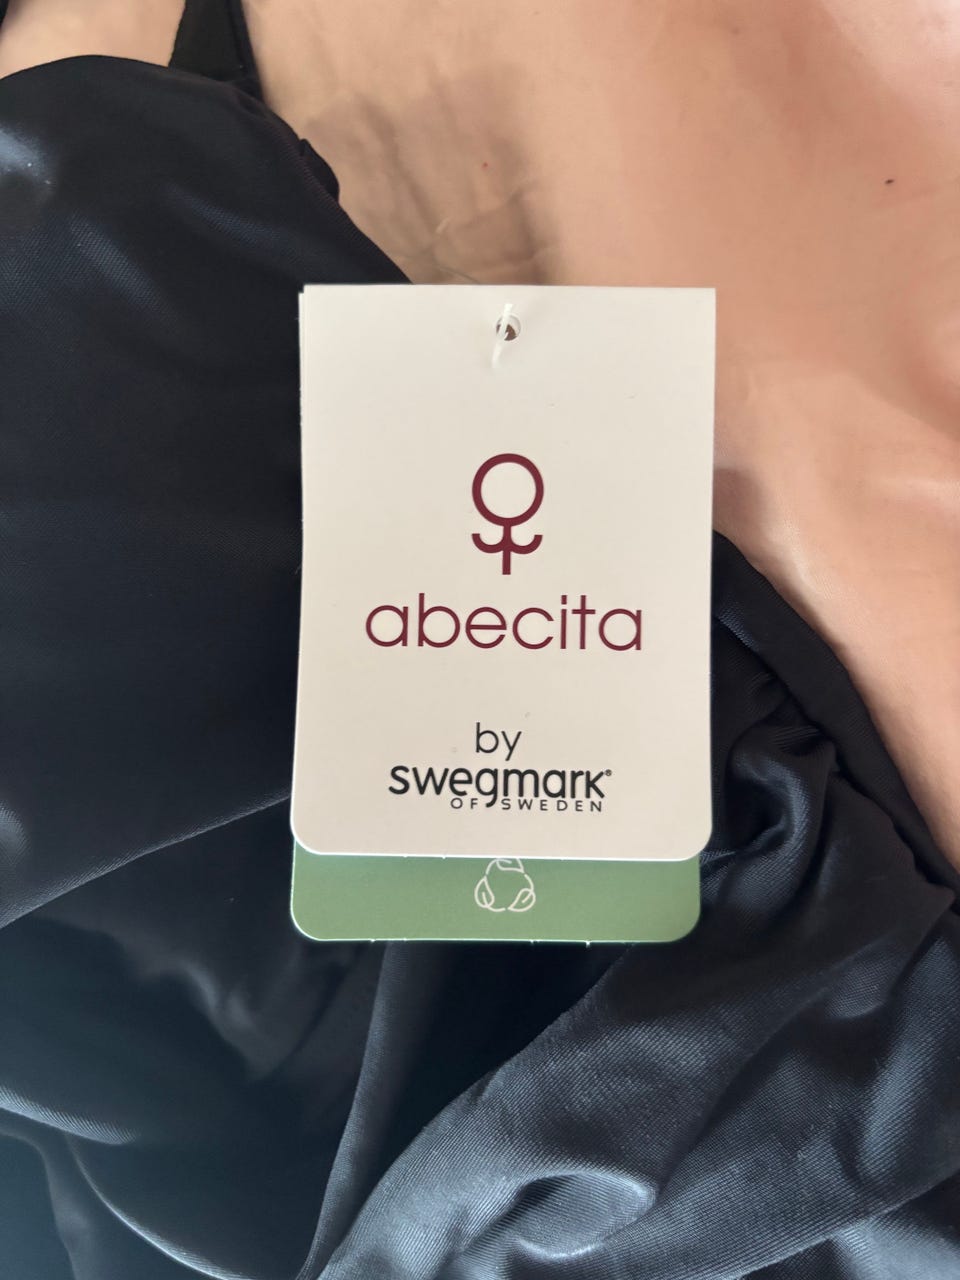 abecita
by
swegmark®
OF SWEDEN